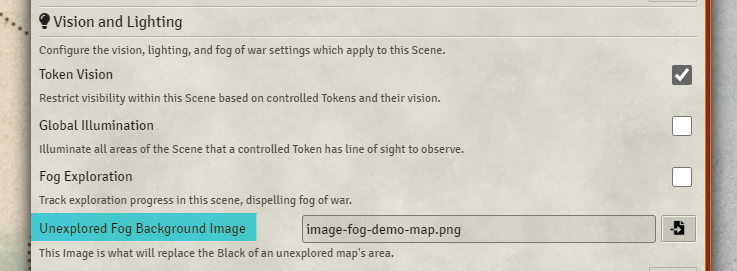 Vision and Lighting
Configure the vision, lighting, and fog of war settings which apply to this Scene.
Token Vision
Restrict visibility within this Scene based on controlled Tokens and their vision.
Global Illumination
Illuminate all areas of the Scene that a controlled Token has line of sight to observe.
Fog Exploration
Track exploration progress in this scene, dispelling fog of war.
Unexplored Fog Background Image image-fog-demo-map.png
This Image is what will replace the Black of an unexplored map's area.